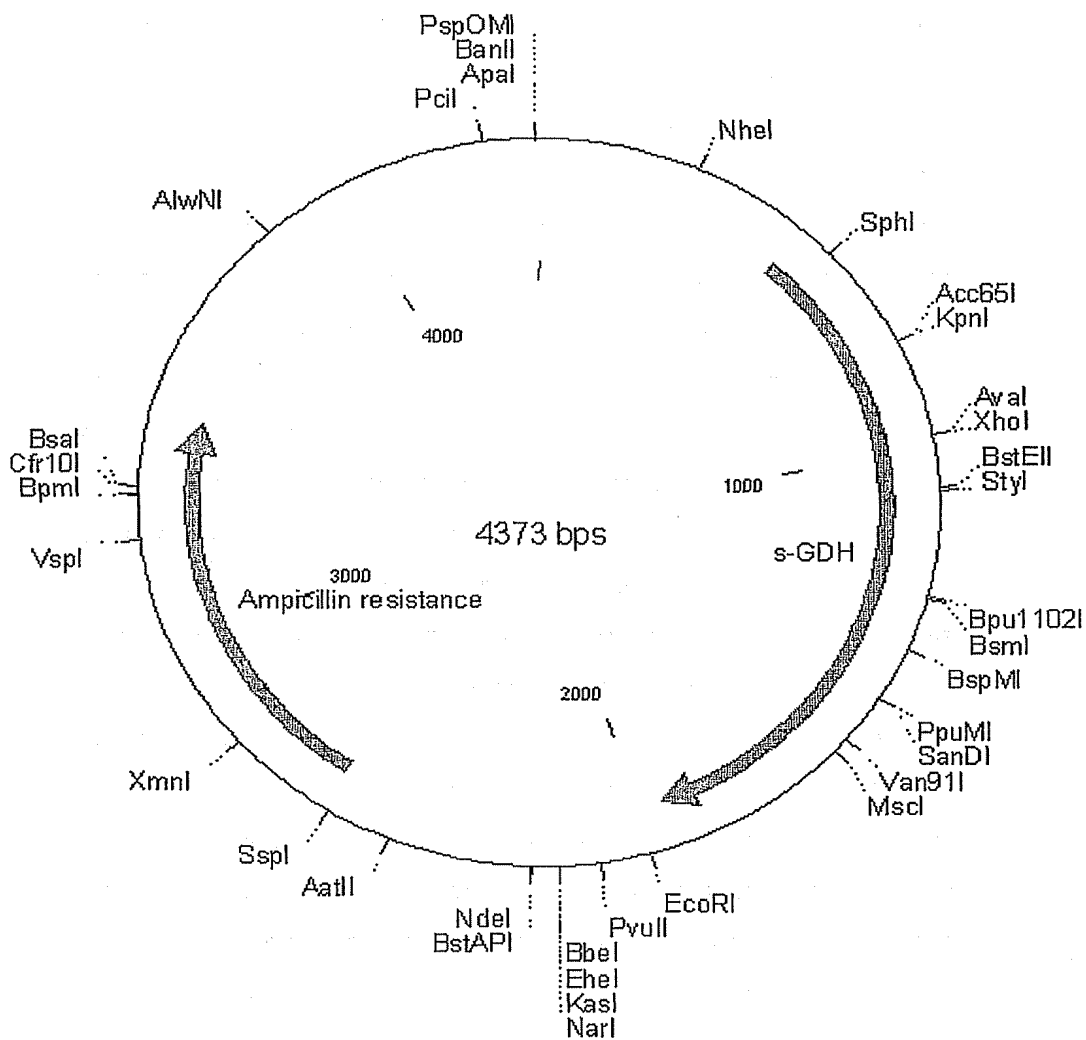 PspOMI
BanII
ApaI
PciI
NheI
AlwNI
SphI
Acc65I
KpnI
4000
AvaI
XhoI
BsaI
Cfr10I
BpmI
BstEII
StyI
1000
4373 bps
VspI
s-GDH
3000
Ampicillin resistance
Bpu1102I
BsmI
BspMI
2000
PpuMI
SanDI
Van91I
MscI
XmnI
SspI
AatII
EcoRI
NdeI
BstAPI
PvuII
BbeI
EheI
KasI
NarI